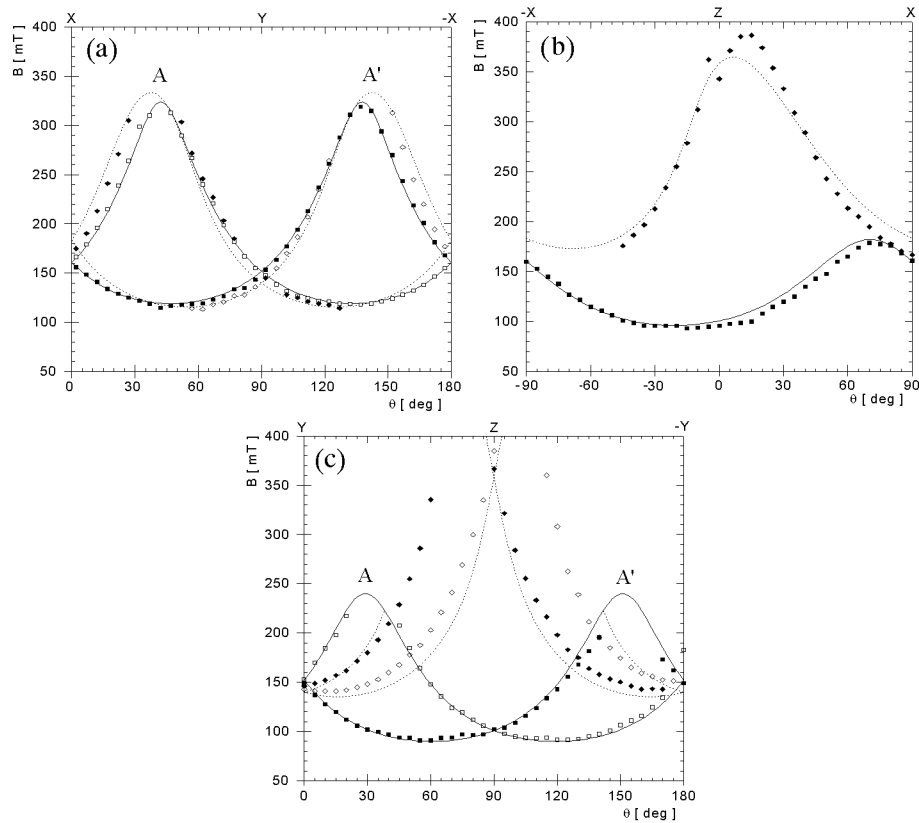 X Y -X
400
350
300
250
200
150
100
50
B [ mT ]
(a)
A A'
0 30 60 90 120 150 180
θ [ deg ]
-X Z X
400
350
300
250
200
150
100
50
B [ mT ]
(b)
-90 -60 -30 0 30 60 90
θ [ deg ]
Y Z -Y
400
350
300
250
200
150
100
50
B [ mT ]
(c)
A A'
0 30 60 90 120 150 180
θ [ deg ]